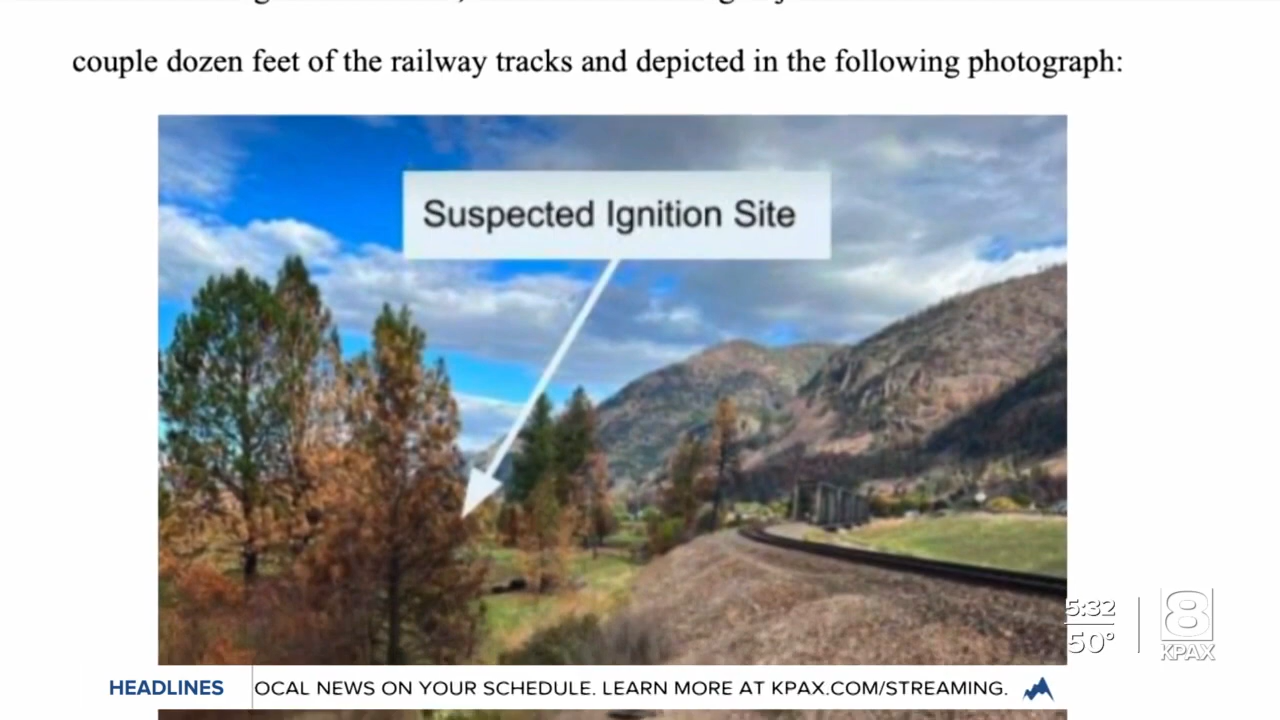 couple dozen feet of the railway tracks and depicted in the following photograph:
Suspected Ignition Site
5:32
50°
8
KPAX
HEADLINES
OCAL NEWS ON YOUR SCHEDULE. LEARN MORE AT KPAX.COM/STREAMING.